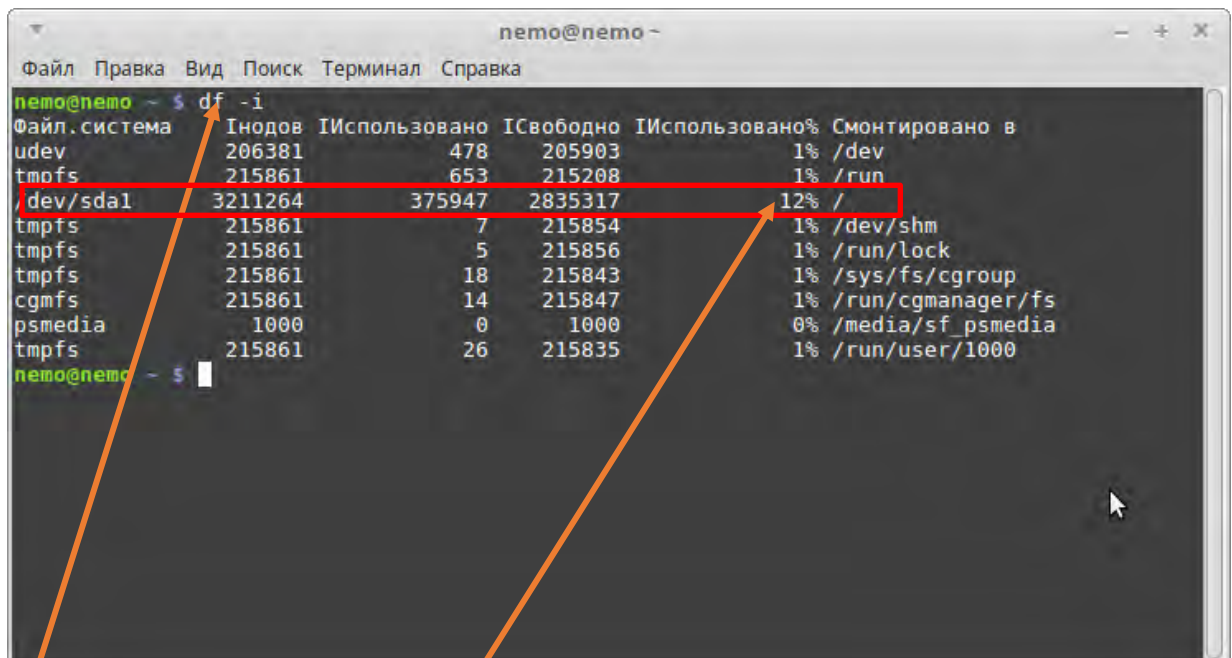 nemo@nemo ~
Файл Правка Вид Поиск Терминал Справка
nemo@nemo ~ $ df -i
Файл.система Iнодов IИспользовано IСвободно IИспользовано% Cмонтировано в
udev 206381 478 205903 1% /dev
tmpfs 215861 653 215208 1% /run
/dev/sda1 3211264 375947 2835317 12% /
tmpfs 215861 7 215854 1% /dev/shm
tmpfs 215861 5 215856 1% /run/lock
tmpfs 215861 18 215843 1% /sys/fs/cgroup
cgmfs 215861 14 215847 1% /run/cgmanager/fs
psmedia 1000 0 1000 0% /media/sf_psmedia
tmpfs 215861 26 215835 1% /run/user/1000
nemo@nemo ~ $